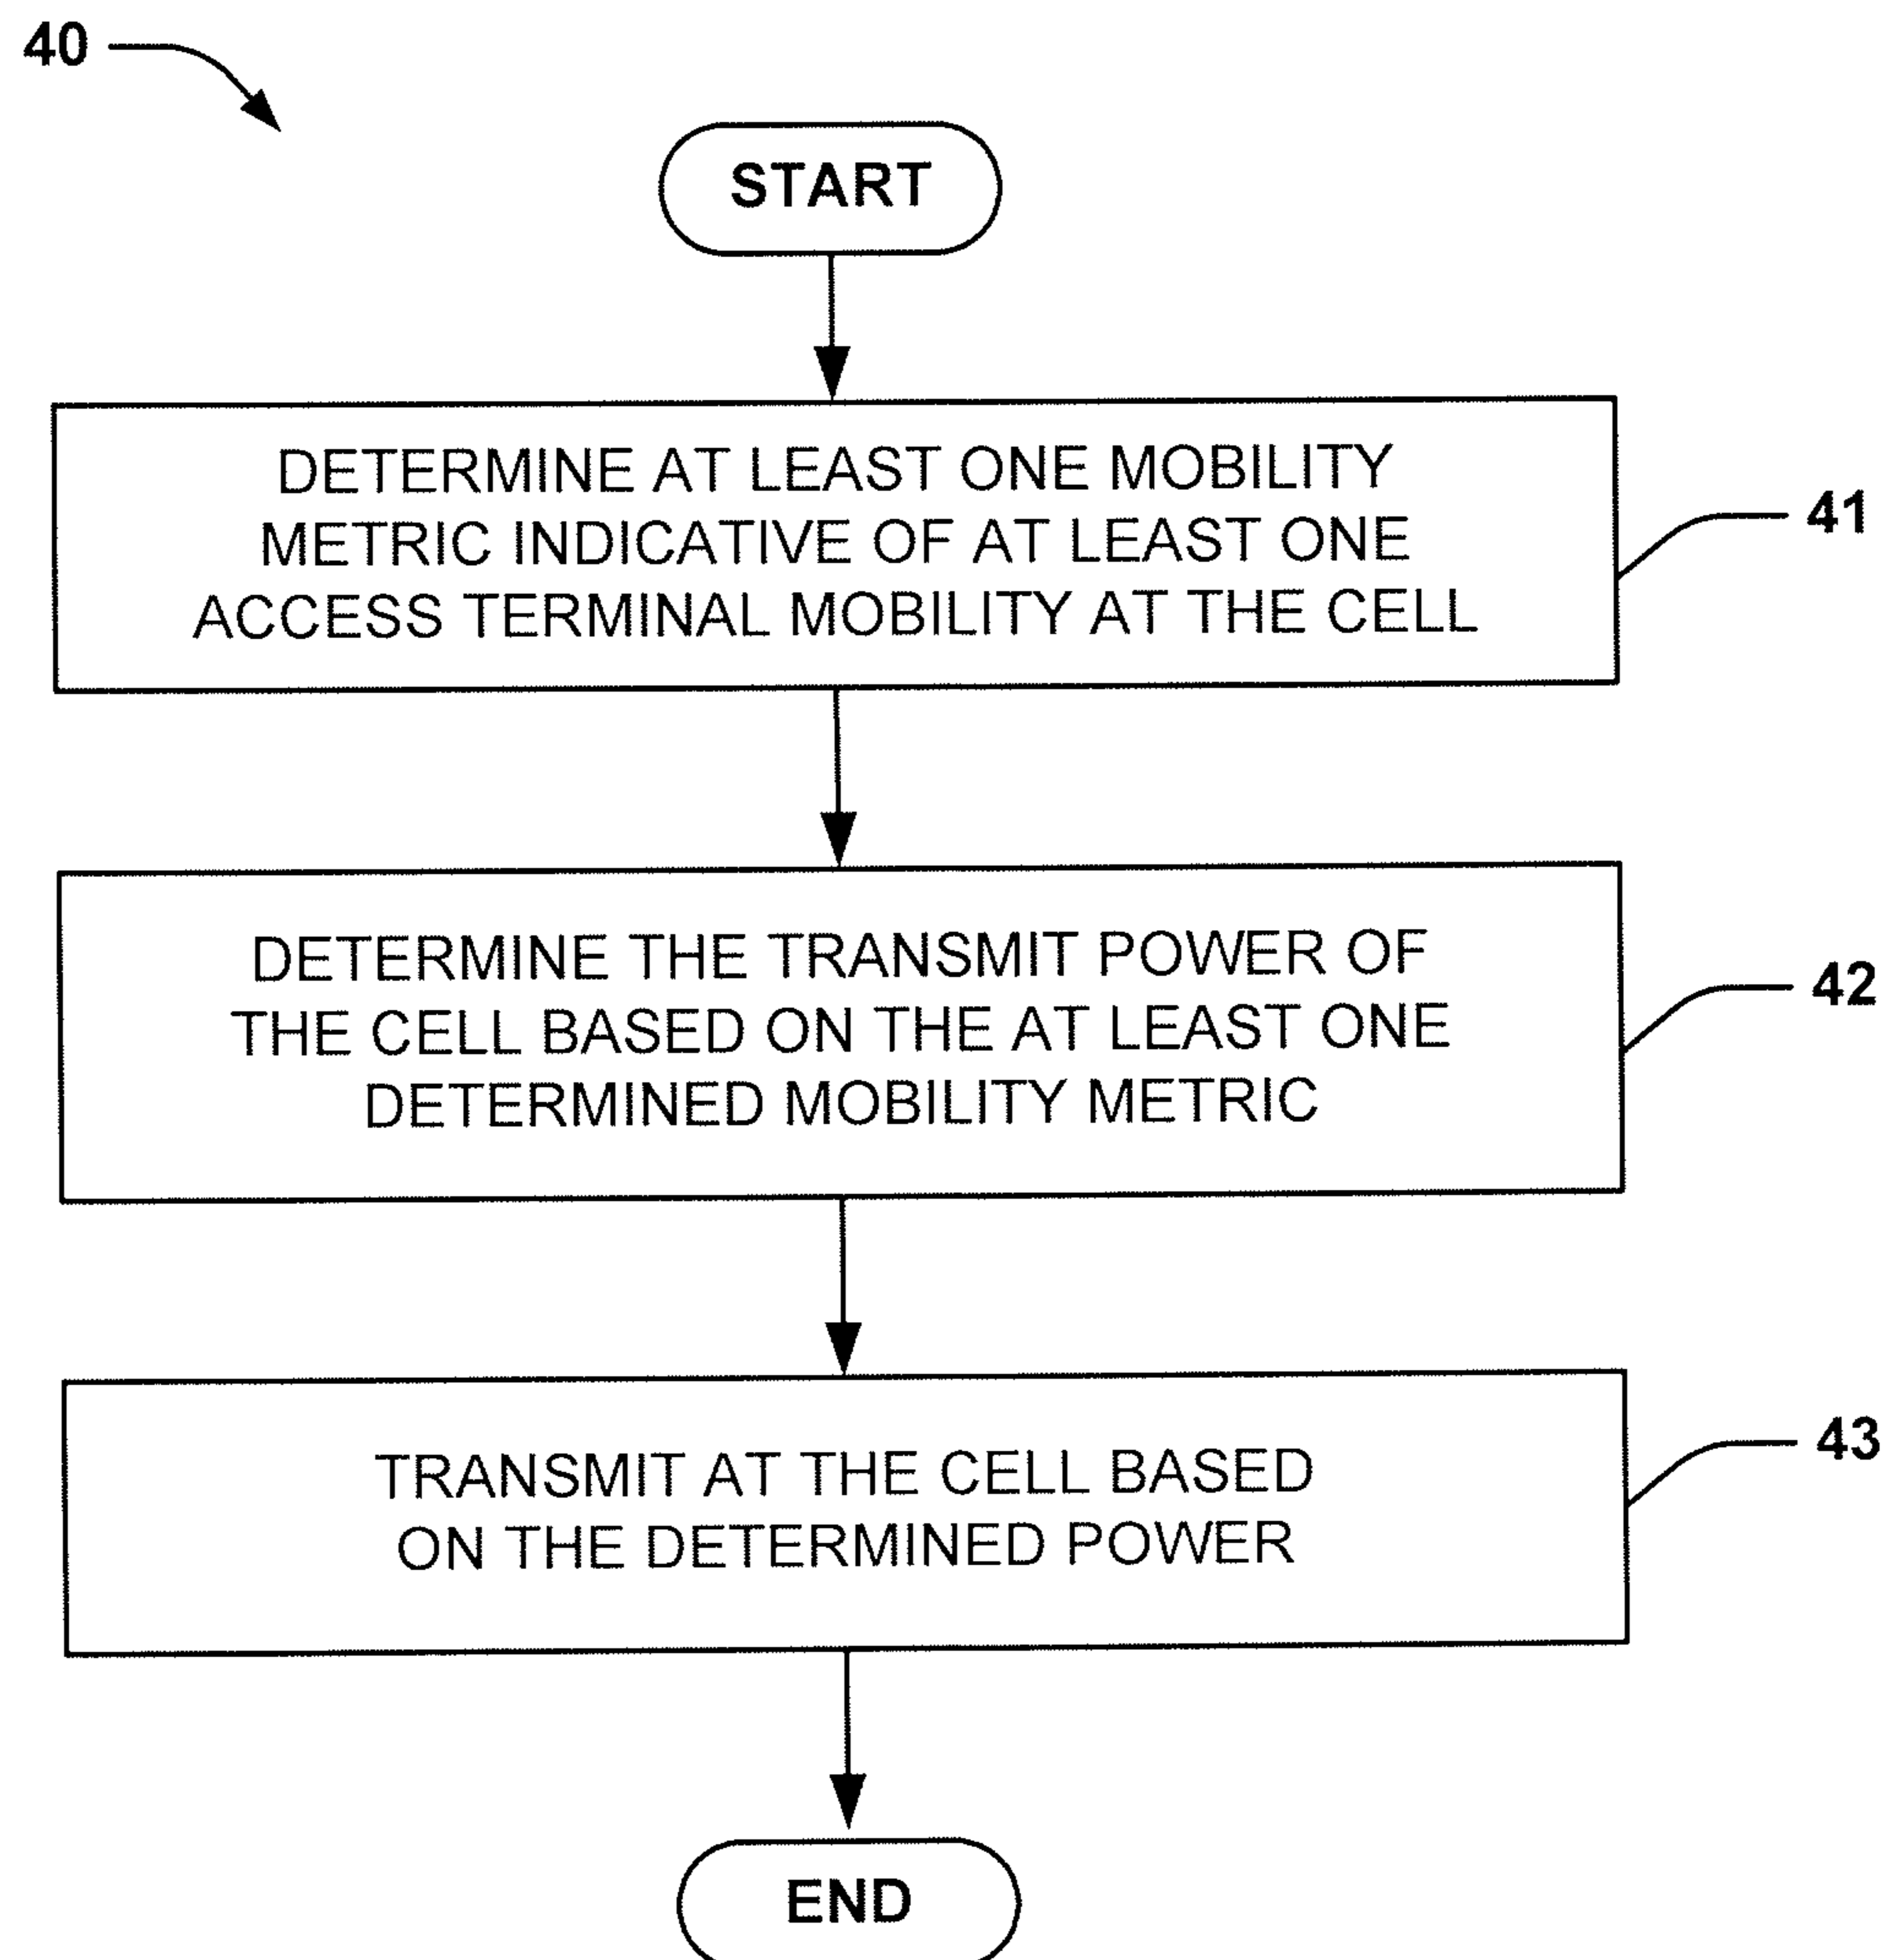 40
START
DETERMINE AT LEAST ONE MOBILITY
METRIC INDICATIVE OF AT LEAST ONE
ACCESS TERMINAL MOBILITY AT THE CELL
41
DETERMINE THE TRANSMIT POWER OF
THE CELL BASED ON THE AT LEAST ONE
DETERMINED MOBILITY METRIC
42
TRANSMIT AT THE CELL BASED
ON THE DETERMINED POWER
43
END